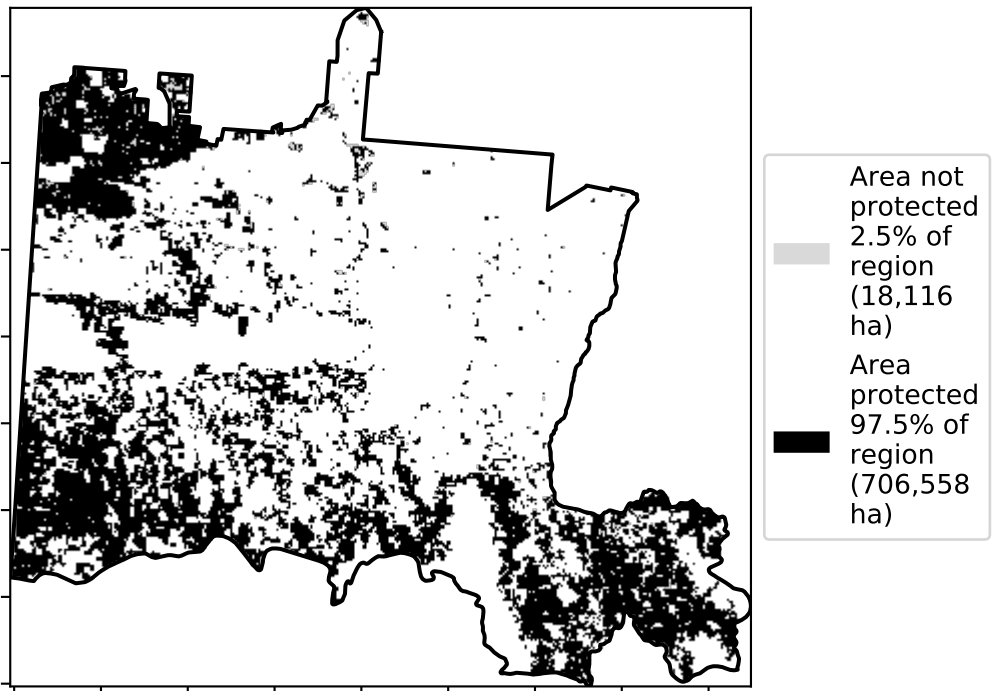 Area not
protected
2.5% of
region
(18,116
ha)
Area
protected
97.5% of
region
(706,558
ha)